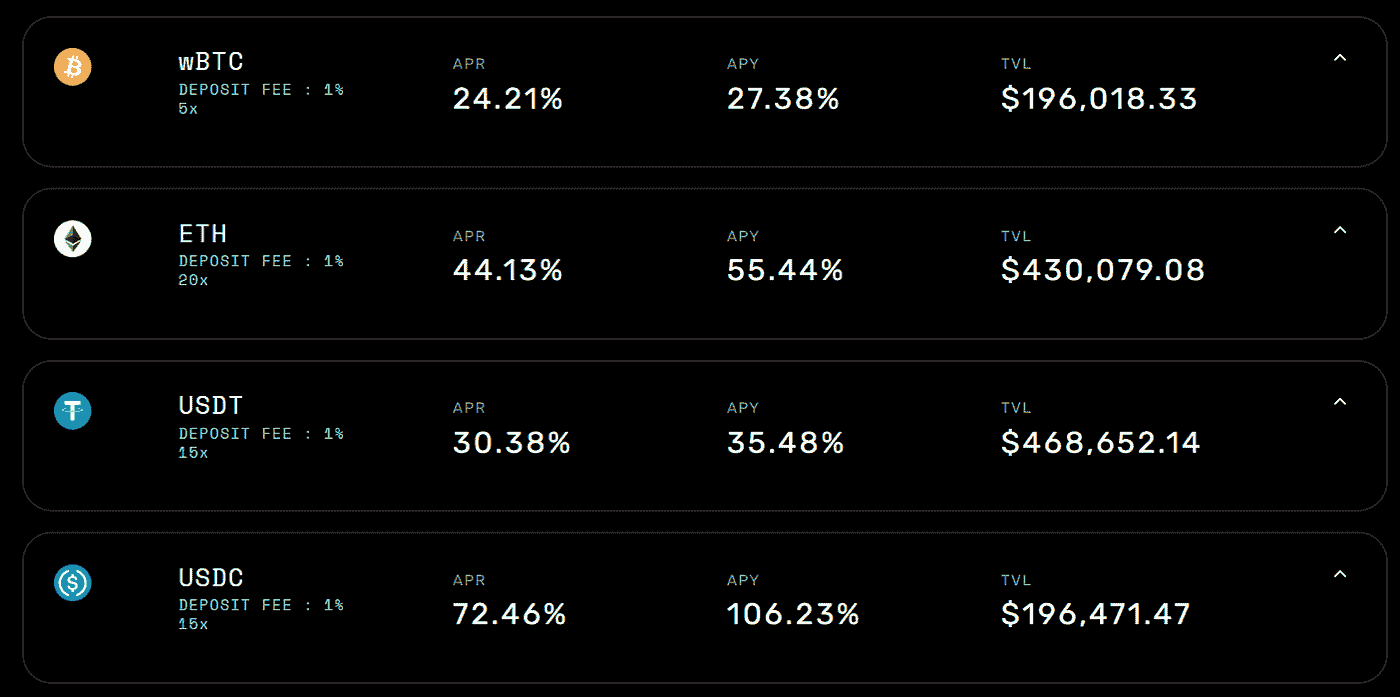 wBTC
DEPOSIT FEE : 1%
5x
APR
24.21%
APY
27.38%
TVL
$196,018.33
ETH
DEPOSIT FEE : 1%
20x
APR
44.13%
APY
55.44%
TVL
$430,079.08
USDT
DEPOSIT FEE : 1%
15x
APR
30.38%
APY
35.48%
TVL
$468,652.14
USDC
DEPOSIT FEE : 1%
15x
APR
72.46%
APY
106.23%
TVL
$196,471.47